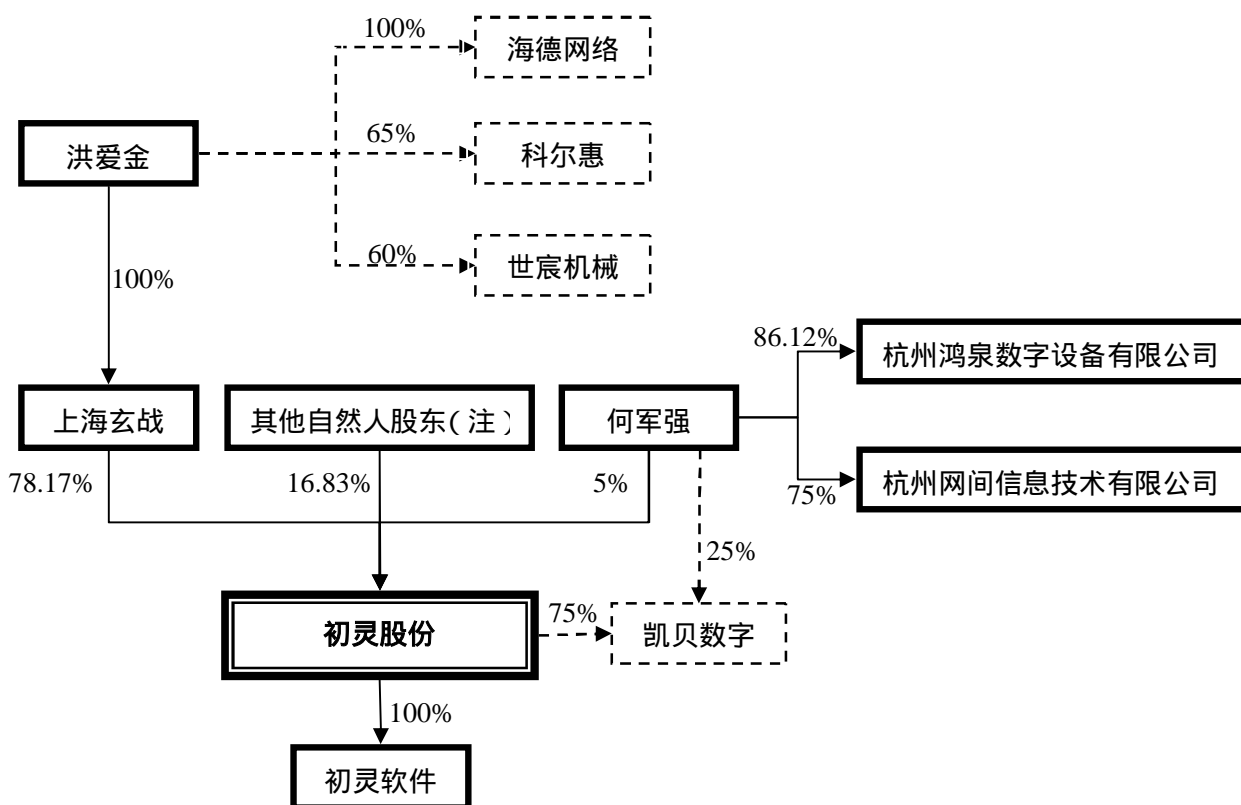 100%
海德网络
65%
洪爱金
科尔惠
60%
世宸机械
100%
86.12%
杭州鸿泉数字设备有限公司
上海玄战
其他自然人股东(注)
何军强
78.17%
16.83%
5%
75%
杭州网间信息技术有限公司
25%
初灵股份
75%
凯贝数字
100%
初灵软件